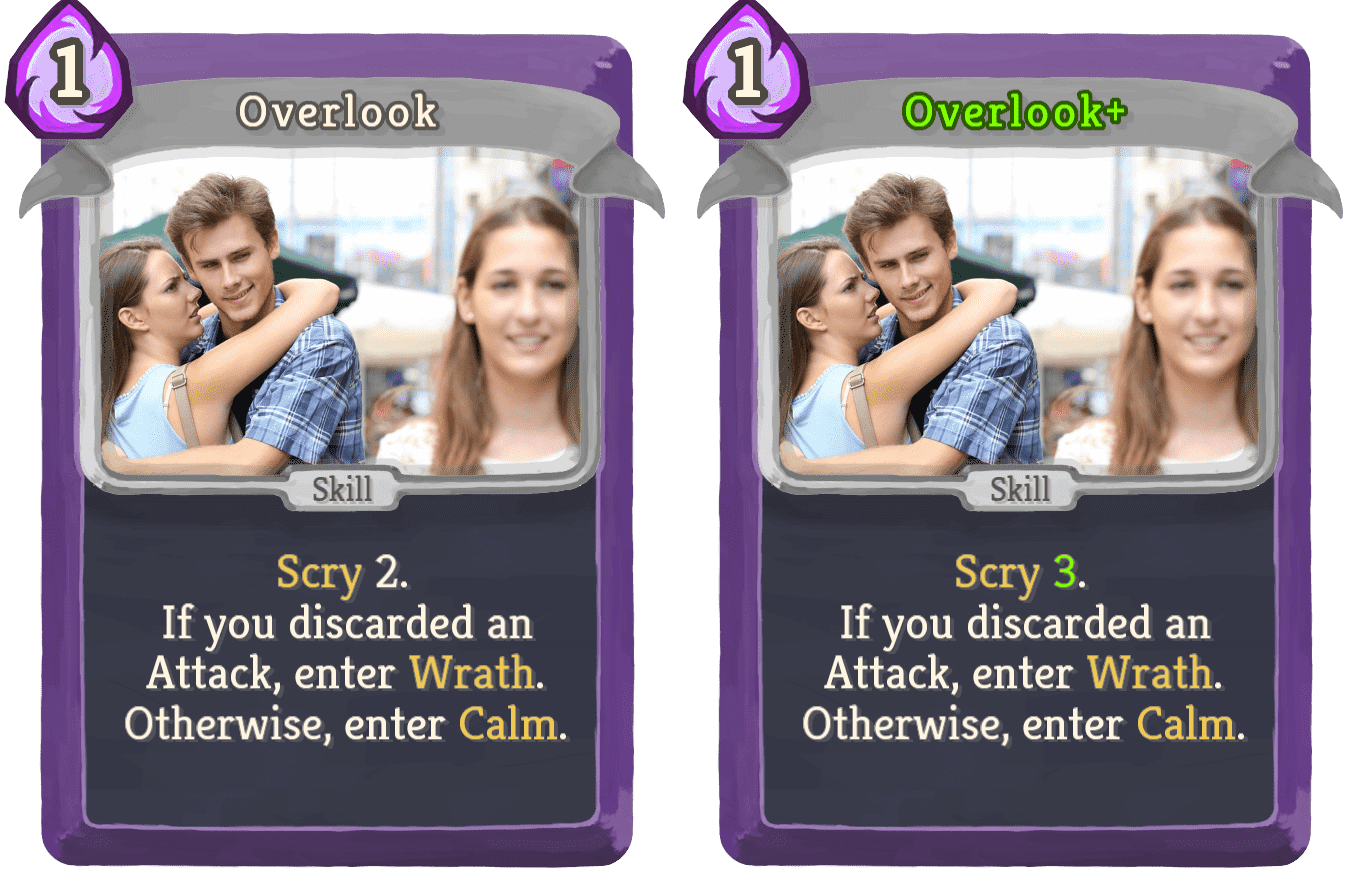 1
Overlook
Skill
Scry 2.
If you discarded an
Attack, enter Wrath.
Otherwise, enter Calm.
1
Overlook+
Skill
Scry 3.
If you discarded an
Attack, enter Wrath.
Otherwise, enter Calm.